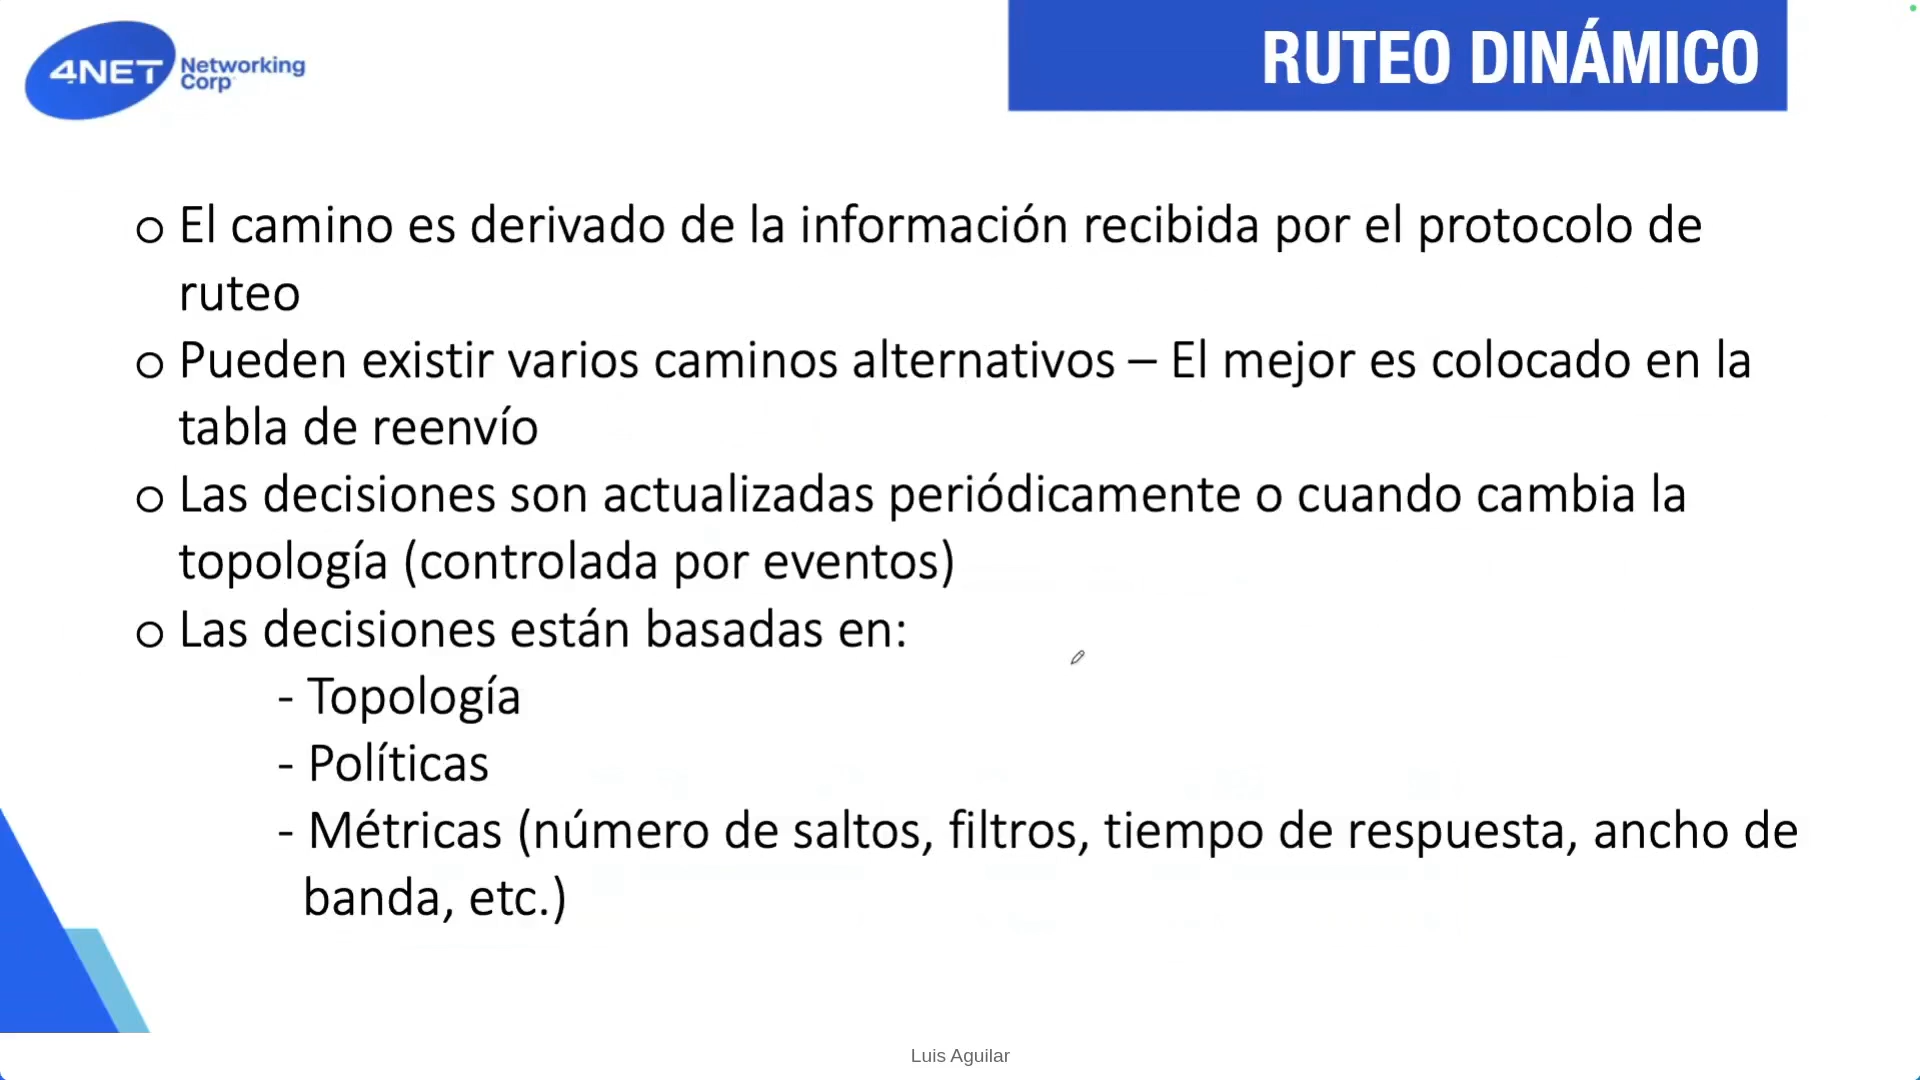 4NET Networking
Corp
RUTEO DINÁMICO
o El camino es derivado de la información recibida por el protocolo de
ruteo
o Pueden existir varios caminos alternativos – El mejor es colocado en la
tabla de reenvío
o Las decisiones son actualizadas periódicamente o cuando cambia la
topología (controlada por eventos)
o Las decisiones están basadas en:
- Topología
- Políticas
- Métricas (número de saltos, filtros, tiempo de respuesta, ancho de
banda, etc.)
Luis Aguilar